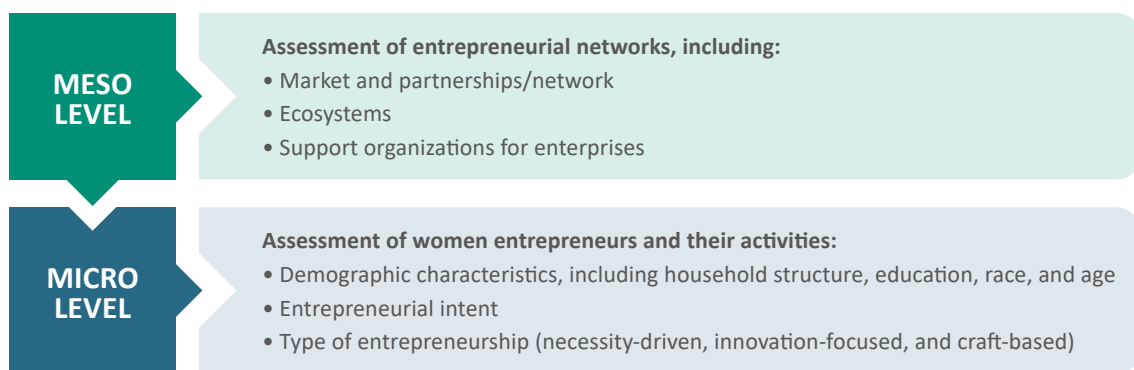 MESO
LEVEL
Assessment of entrepreneurial networks, including:
• Market and partnerships/network
• Ecosystems
• Support organizations for enterprises
MICRO
LEVEL
Assessment of women entrepreneurs and their activities:
• Demographic characteristics, including household structure, education, race, and age
• Entrepreneurial intent
• Type of entrepreneurship (necessity-driven, innovation-focused, and craft-based)